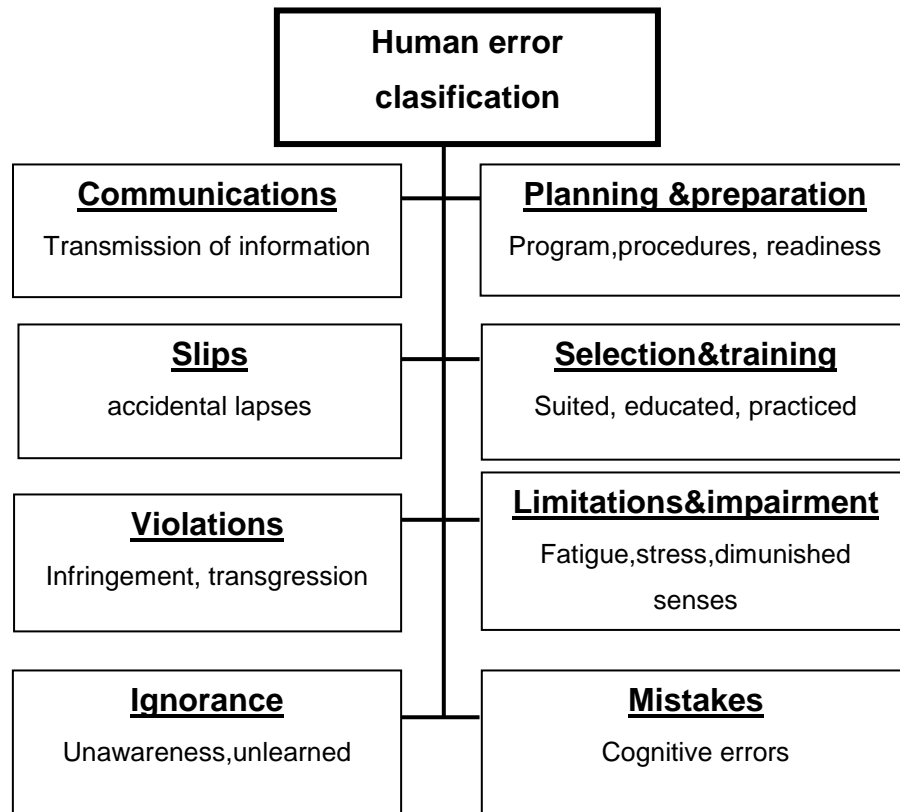 Human error
clasification
Communications
Transmission of information
Planning &preparation
Program,procedures, readiness
Slips
accidental lapses
Selection&training
Suited, educated, practiced
Violations
Infringement, transgression
Limitations&impairment
Fatigue,stress,dimunished
senses
Ignorance
Unawareness,unlearned
Mistakes
Cognitive errors